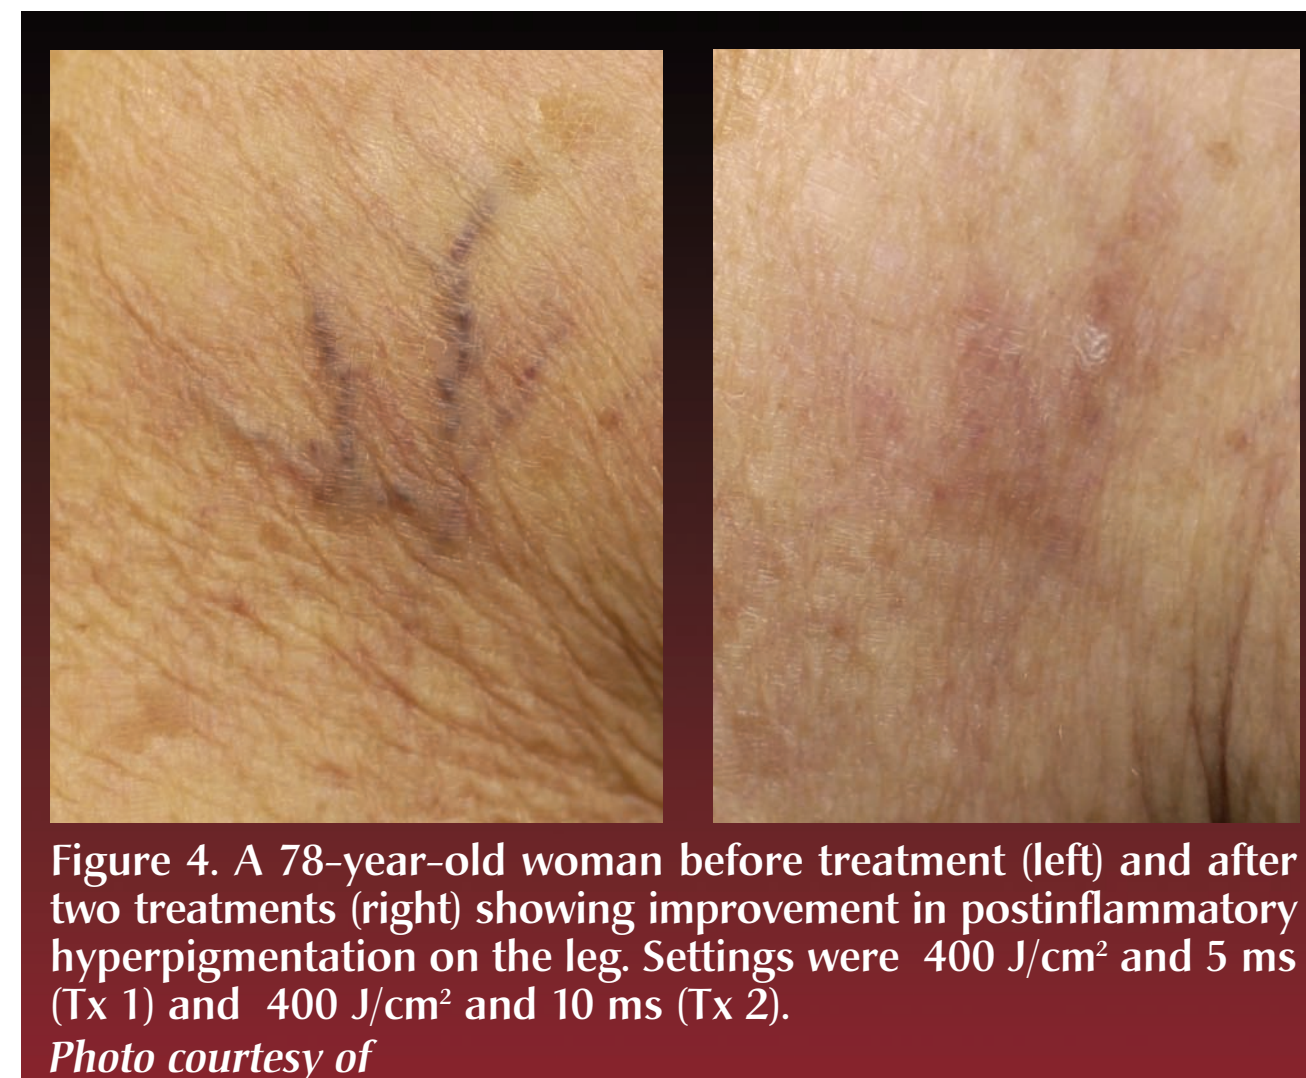 Figure 4. A 78-year-old woman before treatment (left) and after
two treatments (right) showing improvement in postinflammatory
hyperpigmentation on the leg. Settings were 400 J/cm² and 5 ms
(Tx 1) and 400 J/cm² and 10 ms (Tx 2).
Photo courtesy of